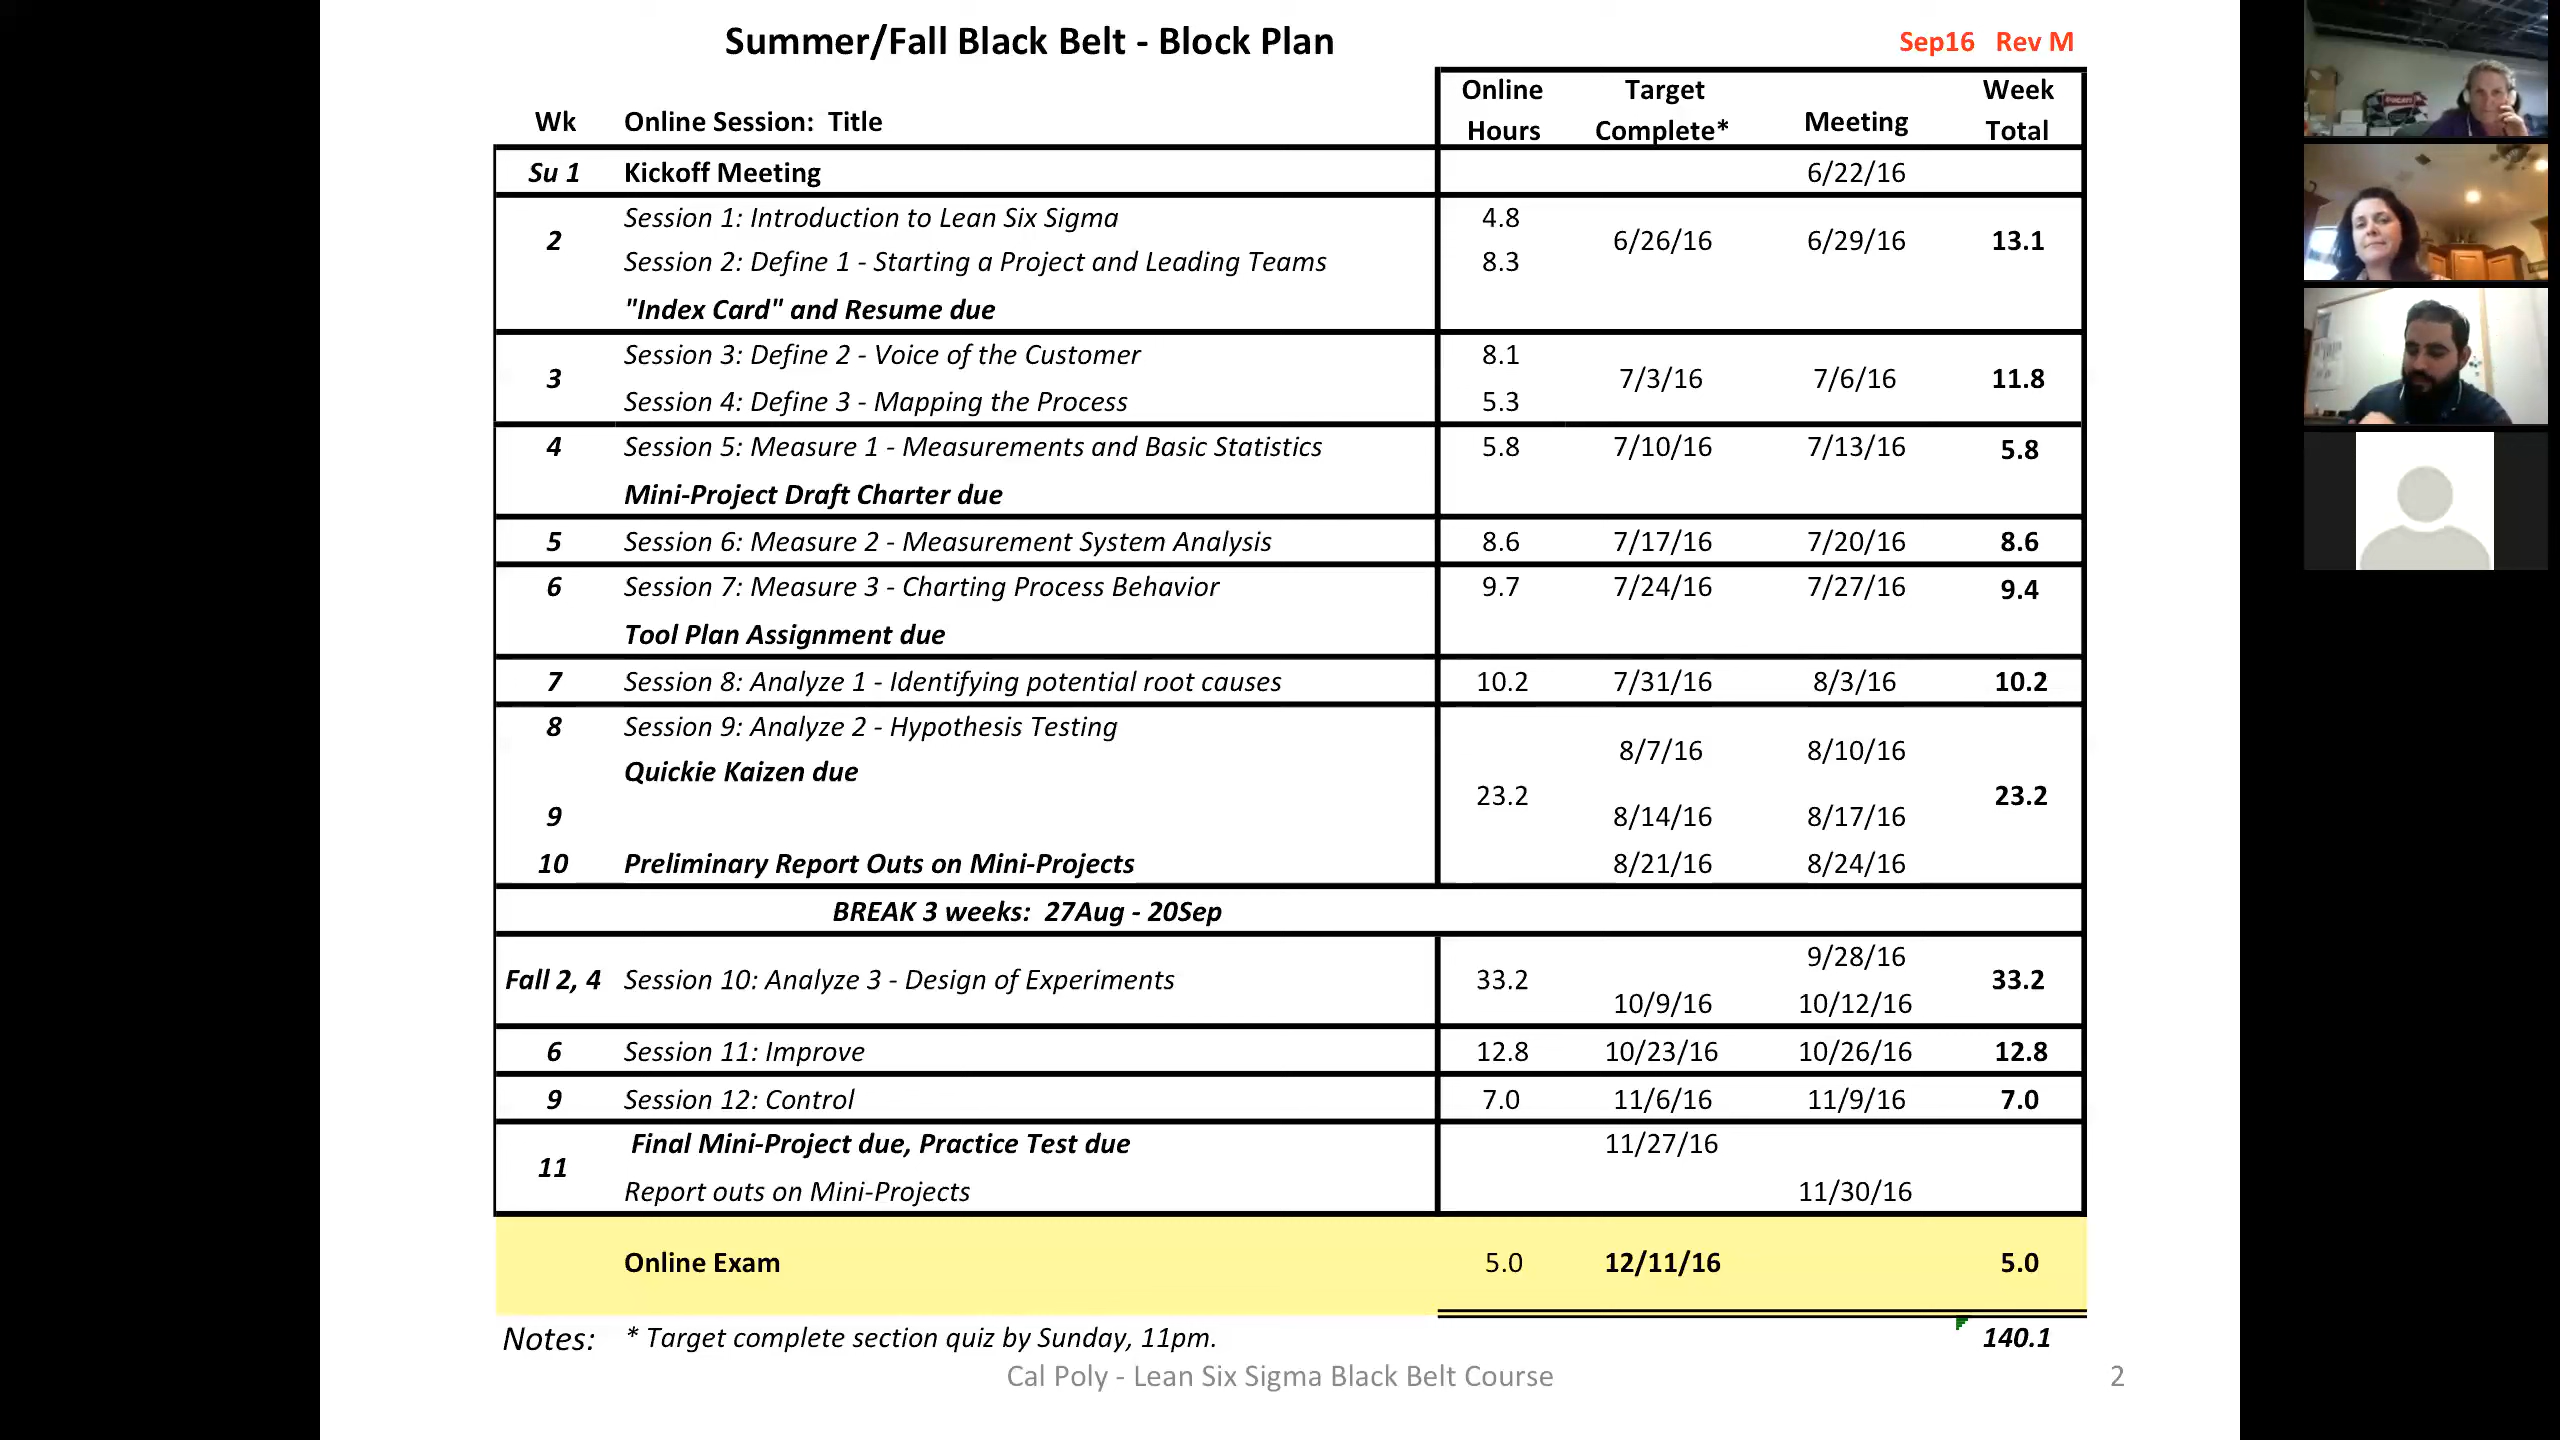 Summer/Fall Black Belt - Block Plan
Sep16 Rev M
Wk Online Session: Title Online Hours Target Complete* Meeting Week Total
Su 1 Kickoff Meeting 6/22/16
2 Session 1: Introduction to Lean Six Sigma 4.8 6/26/16 6/29/16 13.1
Session 2: Define 1 - Starting a Project and Leading Teams 8.3
"Index Card" and Resume due
3 Session 3: Define 2 - Voice of the Customer 8.1 7/3/16 7/6/16 11.8
Session 4: Define 3 - Mapping the Process 5.3
4 Session 5: Measure 1 - Measurements and Basic Statistics 5.8 7/10/16 7/13/16 5.8
Mini-Project Draft Charter due
5 Session 6: Measure 2 - Measurement System Analysis 8.6 7/17/16 7/20/16 8.6
6 Session 7: Measure 3 - Charting Process Behavior 9.7 7/24/16 7/27/16 9.4
Tool Plan Assignment due
7 Session 8: Analyze 1 - Identifying potential root causes 10.2 7/31/16 8/3/16 10.2
8 Session 9: Analyze 2 - Hypothesis Testing 8/7/16 8/10/16
Quickie Kaizen due
23.2 23.2
9 8/14/16 8/17/16
10 Preliminary Report Outs on Mini-Projects 8/21/16 8/24/16
BREAK 3 weeks: 27Aug - 20Sep
9/28/16
Fall 2, 4 Session 10: Analyze 3 - Design of Experiments 33.2 33.2
10/9/16 10/12/16
6 Session 11: Improve 12.8 10/23/16 10/26/16 12.8
9 Session 12: Control 7.0 11/6/16 11/9/16 7.0
11 Final Mini-Project due, Practice Test due 11/27/16
Report outs on Mini-Projects 11/30/16
Online Exam 5.0 12/11/16 5.0
Notes: * Target complete section quiz by Sunday, 11pm. 140.1
Cal Poly - Lean Six Sigma Black Belt Course 2